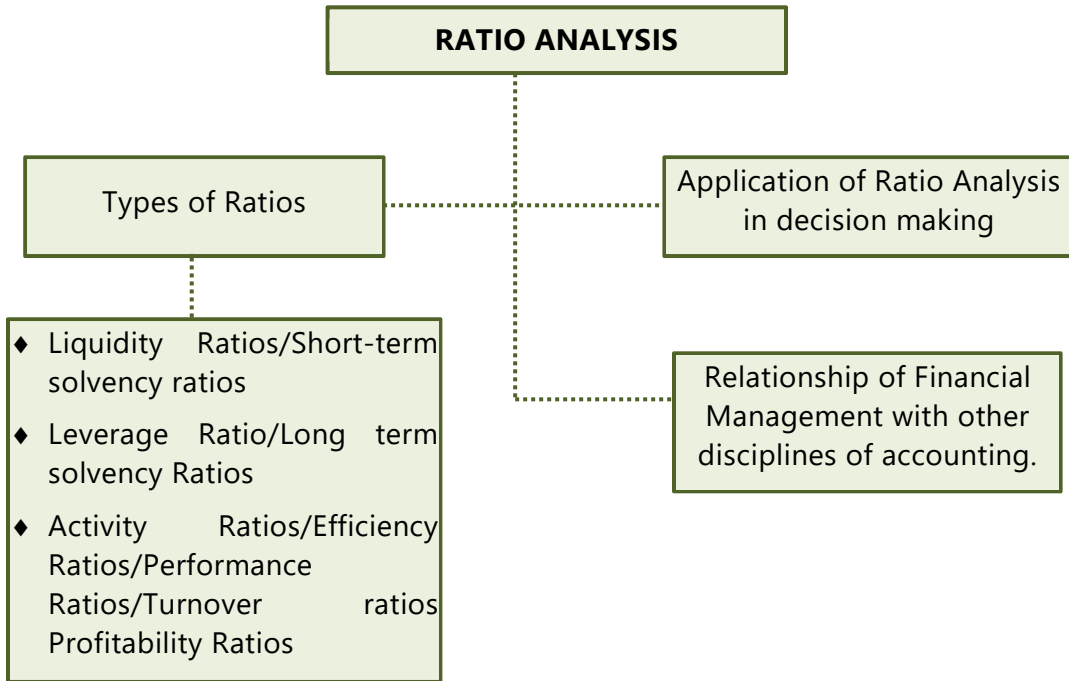 RATIO ANALYSIS
Types of Ratios
Application of Ratio Analysis
in decision making
♦ Liquidity Ratios/Short-term
solvency ratios
♦ Leverage Ratio/Long term
solvency Ratios
♦ Activity Ratios/Efficiency
Ratios/Performance
Ratios/Turnover ratios
Profitability Ratios
Relationship of Financial
Management with other
disciplines of accounting.